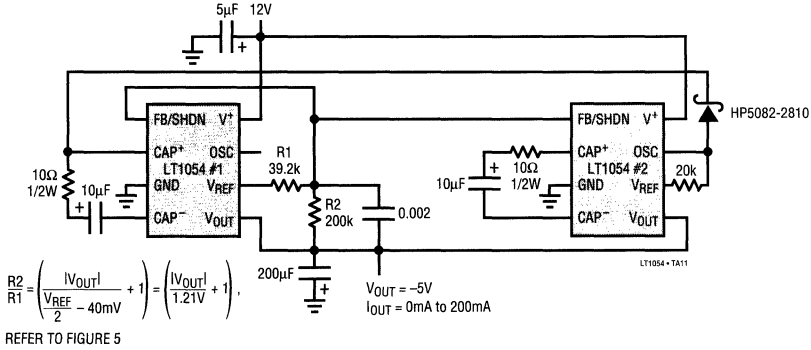 5μF 12V
FB/SHDN V+
CAP+ OSC
LT1054 #1
GND VREF
CAP− VOUT
10Ω
1/2W
+
10μF
R1
39.2k
R2
200k
0.002
200μF
+
+
VOUT = −5V
IOUT = 0mA to 200mA
FB/SHDN V+
CAP+ OSC
LT1054 #2
GND VREF
CAP− VOUT
10Ω
1/2W
+
10μF
20k
HP5082-2810
LT1054 • TA11
R2/R1 = (|VOUT| / (VREF/2 − 40mV) + 1) = (|VOUT|/1.21V + 1) ,
REFER TO FIGURE 5